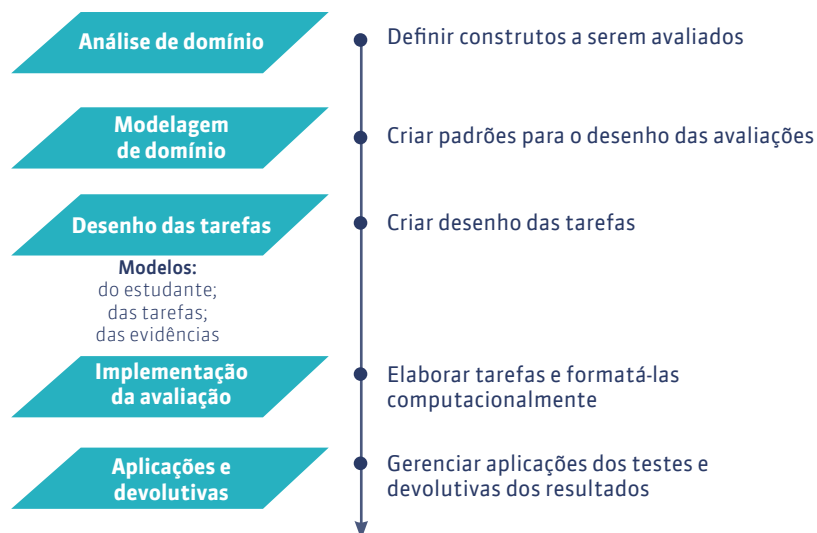 Análise de domínio
Definir construtos a serem avaliados
Modelagem
de domínio
Criar padrões para o desenho das avaliações
Desenho das tarefas
Criar desenho das tarefas
Modelos:
do estudante;
das tarefas;
das evidências
Implementação
da avaliação
Elaborar tarefas e formatá-las
computacionalmente
Aplicações e
devolutivas
Gerenciar aplicações dos testes e
devolutivas dos resultados